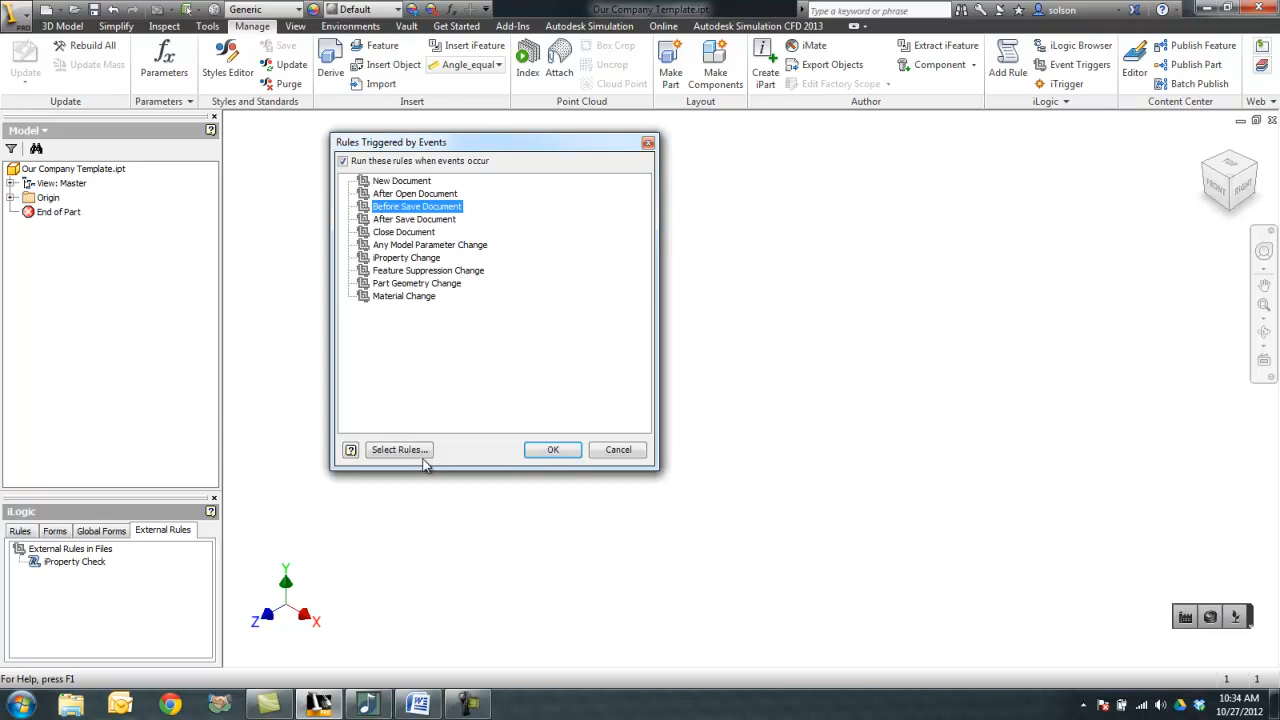 Generic
Default
Our Company Template.ipt
Type a keyword or phrase
solson
PRO
3D Model
Simplify
Inspect
Tools
Manage
View
Environments
Vault
Get Started
Add-Ins
Autodesk Simulation
Online
Autodesk Simulation CFD 2013
Update
Rebuild All
Update Mass
Update
Parameters
Parameters
Styles Editor
Save
Update
Purge
Styles and Standards
Derive
Feature
Insert Object
Import
Insert iFeature
Angle_equal
Insert
Index
Attach
Box Crop
Uncrop
Cloud Point
Point Cloud
Make
Part
Make
Components
Layout
Create
iPart
iMate
Export Objects
Edit Factory Scope
Extract iFeature
Component
Author
Add Rule
iLogic Browser
Event Triggers
iTrigger
iLogic
Editor
Publish Feature
Publish Part
Batch Publish
Content Center
Web
Model
Our Company Template.ipt
View: Master
Origin
End of Part
Rules Triggered by Events
Run these rules when events occur
New Document
After Open Document
Before Save Document
After Save Document
Close Document
Any Model Parameter Change
iProperty Change
Feature Suppression Change
Part Geometry Change
Material Change
Select Rules...
OK
Cancel
TOP
FRONT
RIGHT
iLogic
Rules
Forms
Global Forms
External Rules
External Rules in Files
iProperty Check
Y
Z
X
For Help, press F1
1
1
10:34 AM
10/27/2012